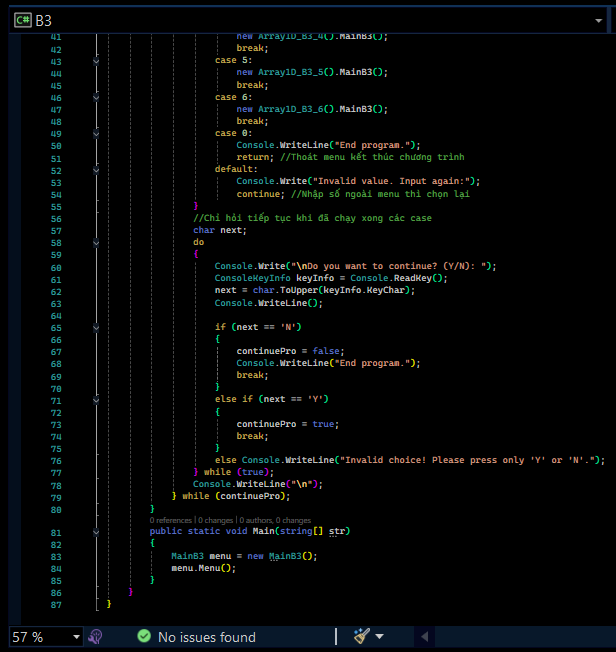 C# B3
41 new Array1D_B3_4().MainB3();
42 break;
43 case 5:
44 new Array1D_B3_5().MainB3();
45 break;
46 case 6:
47 new Array1D_B3_6().MainB3();
48 break;
49 case 0:
50 Console.WriteLine("End program.");
51 return; //Thoát menu kết thúc chương trình
52 default:
53 Console.Write("Invalid value. Input again:");
54 continue; //Nhập số ngoài menu thì chọn lại
55 }
56 //Chỉ hỏi tiếp tục khi đã chạy xong các case
57 char next;
58 do
59 {
60 Console.Write("\nDo you want to continue? (Y/N): ");
61 ConsoleKeyInfo keyInfo = Console.ReadKey();
62 next = char.ToUpper(keyInfo.KeyChar);
63 Console.WriteLine();
64
65 if (next == 'N')
66 {
67 continuePro = false;
68 Console.WriteLine("End program.");
69 break;
70 }
71 else if (next == 'Y')
72 {
73 continuePro = true;
74 break;
75 }
76 else Console.WriteLine("Invalid choice! Please press only 'Y' or 'N'.");
77 } while (true);
78 Console.WriteLine("\n");
79 } while (continuePro);
80 }
0 references | 0 changes | 0 authors, 0 changes
81 public static void Main(string[] str)
82 {
83 MainB3 menu = new MainB3();
84 menu.Menu();
85 }
86 }
87 }
57 % No issues found